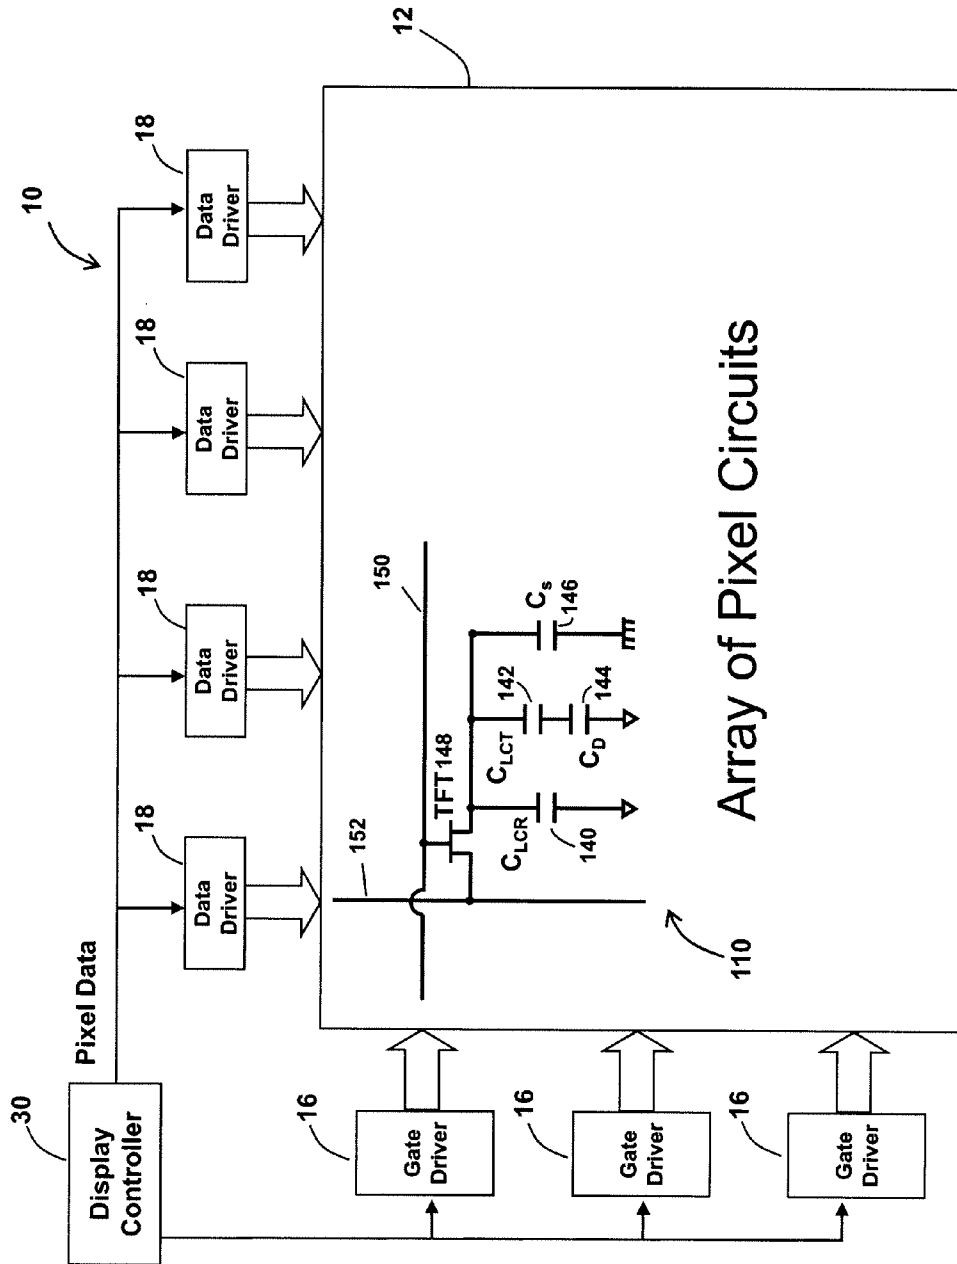 30
Display
Controller
Pixel Data
10
18
Data
Driver
18
Data
Driver
18
Data
Driver
18
Data
Driver
12
16
Gate
Driver
16
Gate
Driver
16
Gate
Driver
152
150
TFT148
C_LCR
140
C_LCT
142
C_D
144
C_s
146
110
Array of Pixel Circuits